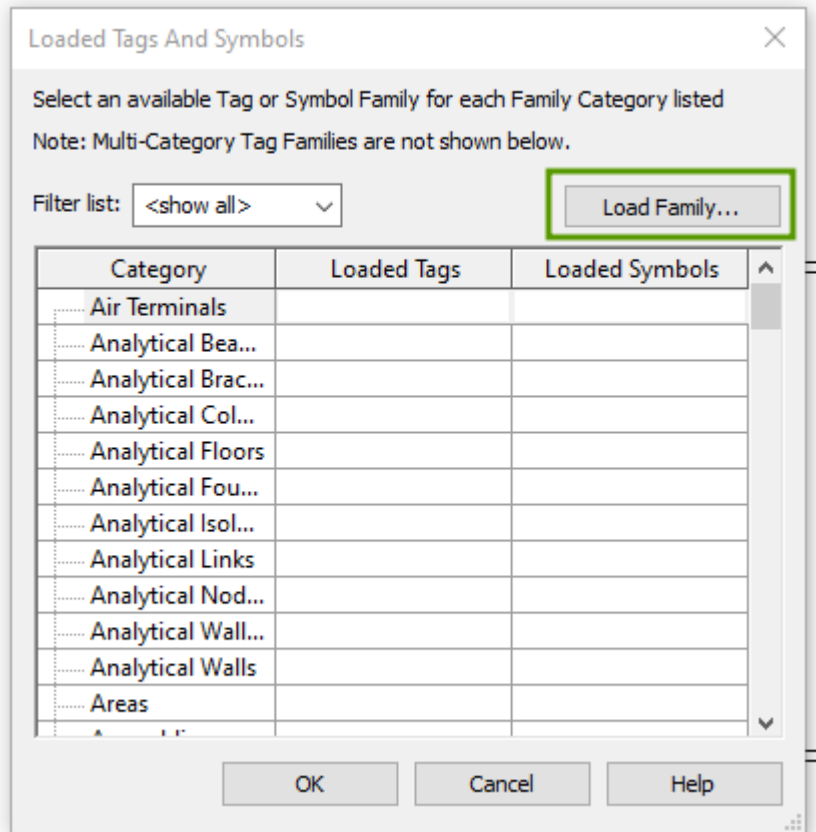 Loaded Tags And Symbols
Select an available Tag or Symbol Family for each Family Category listed
Note: Multi-Category Tag Families are not shown below.
Filter list: <show all> Load Family...
Category Loaded Tags Loaded Symbols
Air Terminals
Analytical Bea...
Analytical Brac...
Analytical Col...
Analytical Floors
Analytical Fou...
Analytical Isol...
Analytical Links
Analytical Nod...
Analytical Wall...
Analytical Walls
Areas
OK Cancel Help